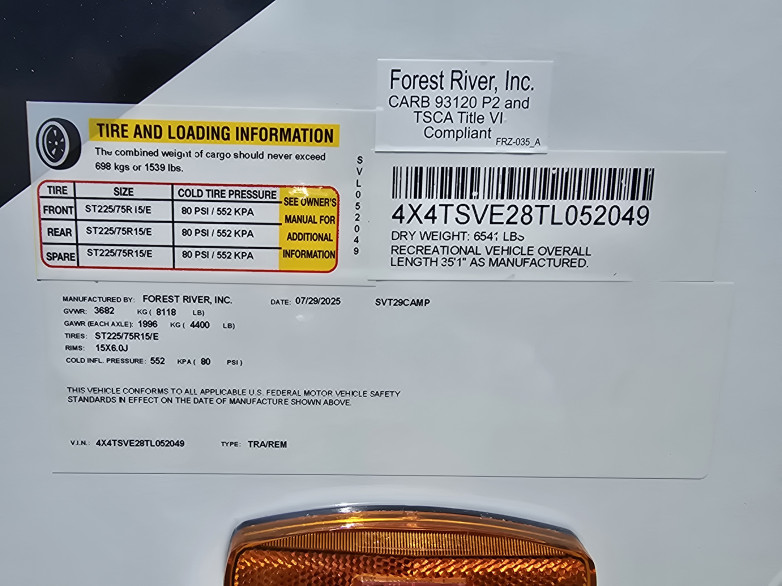 Forest River, Inc.
CARB 93120 P2 and
TSCA Title VI
Compliant
FRZ-035_A
TIRE AND LOADING INFORMATION
The combined weight of cargo should never exceed
698 kgs or 1539 lbs.
TIRE SIZE COLD TIRE PRESSURE SEE OWNER'S MANUAL FOR ADDITIONAL INFORMATION
FRONT ST225/75R15/E 80 PSI / 552 KPA
REAR ST225/75R15/E 80 PSI / 552 KPA
SPARE ST225/75R15/E 80 PSI / 552 KPA
SVL052049
4X4TSVE28TL052049
DRY WEIGHT: 6541 LBS
RECREATIONAL VEHICLE OVERALL
LENGTH 35'1" AS MANUFACTURED.
MANUFACTURED BY: FOREST RIVER, INC. DATE: 07/29/2025 SVT29CAMP
GVWR: 3682 KG ( 8118 LB)
GAWR (EACH AXLE): 1996 KG ( 4400 LB)
TIRES: ST225/75R15/E
RIMS: 15X6.0J
COLD INFL. PRESSURE: 552 KPA ( 80 PSI )
THIS VEHICLE CONFORMS TO ALL APPLICABLE U.S. FEDERAL MOTOR VEHICLE SAFETY
STANDARDS IN EFFECT ON THE DATE OF MANUFACTURE SHOWN ABOVE.
V.I.N.: 4X4TSVE28TL052049 TYPE: TRA/REM